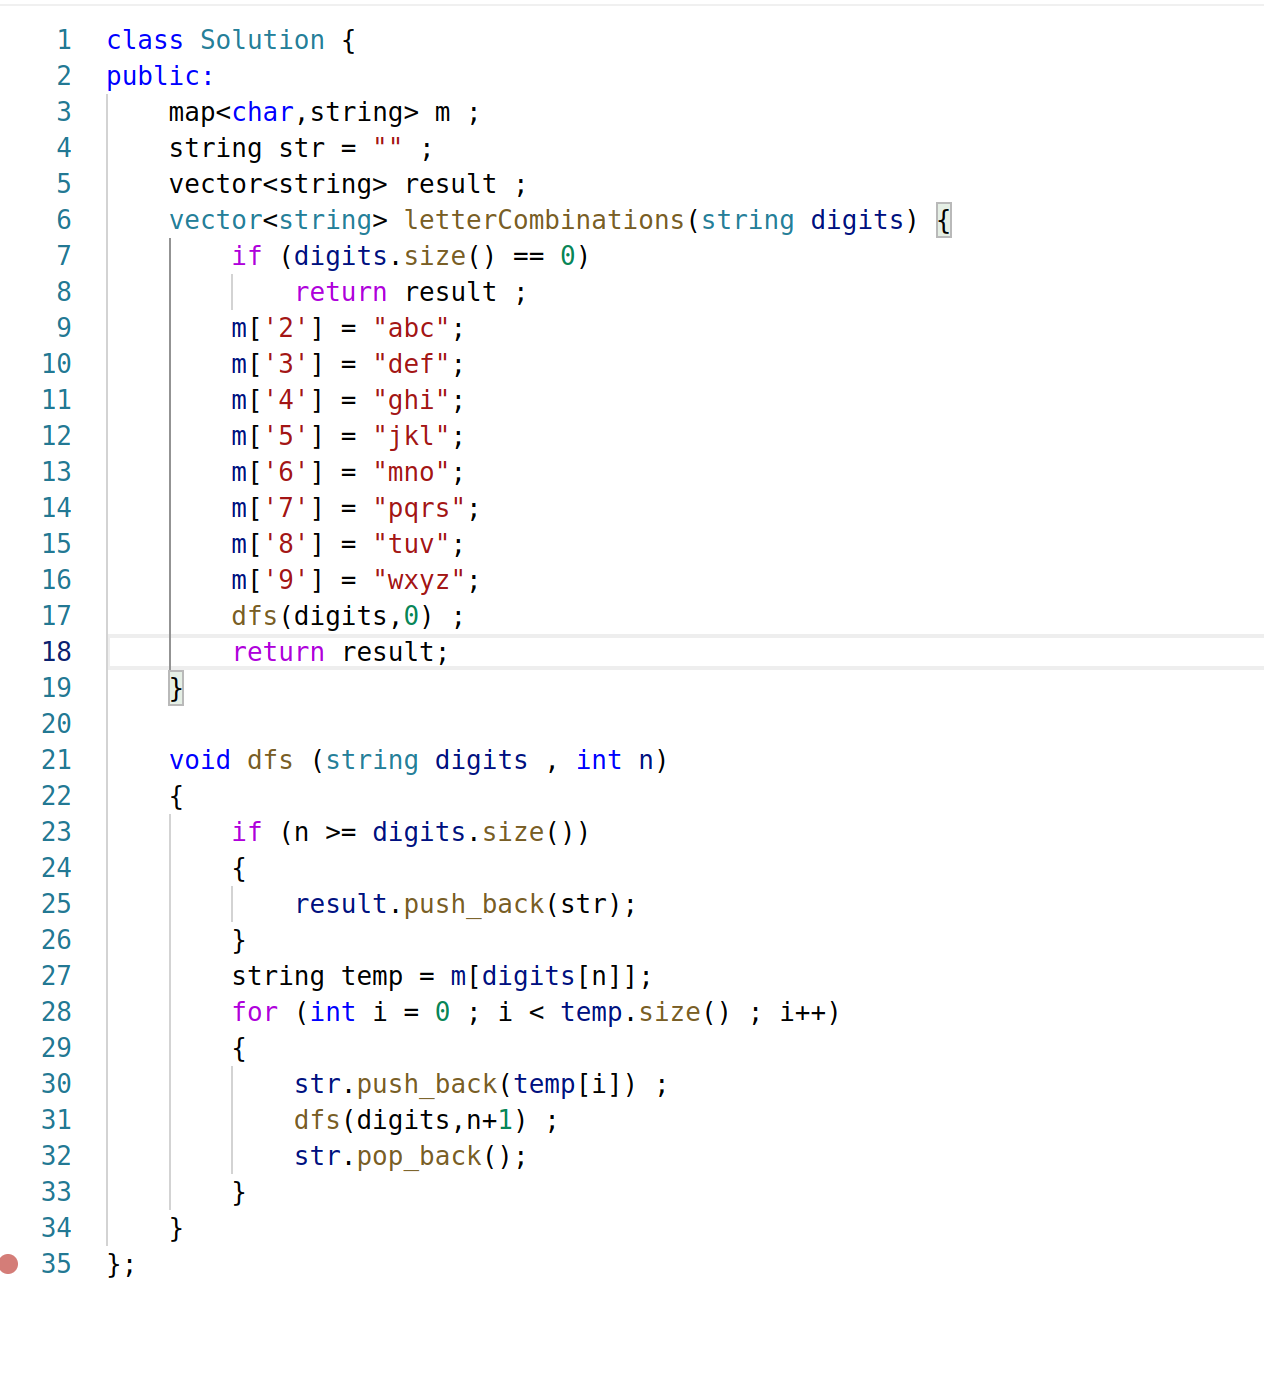 1 class Solution {
2 public:
3     map<char,string> m ;
4     string str = "" ;
5     vector<string> result ;
6     vector<string> letterCombinations(string digits) {
7         if (digits.size() == 0)
8             return result ;
9         m['2'] = "abc";
10         m['3'] = "def";
11         m['4'] = "ghi";
12         m['5'] = "jkl";
13         m['6'] = "mno";
14         m['7'] = "pqrs";
15         m['8'] = "tuv";
16         m['9'] = "wxyz";
17         dfs(digits,0) ;
18         return result;
19     }
20
21     void dfs (string digits , int n)
22     {
23         if (n >= digits.size())
24         {
25             result.push_back(str);
26         }
27         string temp = m[digits[n]];
28         for (int i = 0 ; i < temp.size() ; i++)
29         {
30             str.push_back(temp[i]) ;
31             dfs(digits,n+1) ;
32             str.pop_back();
33         }
34     }
35 };